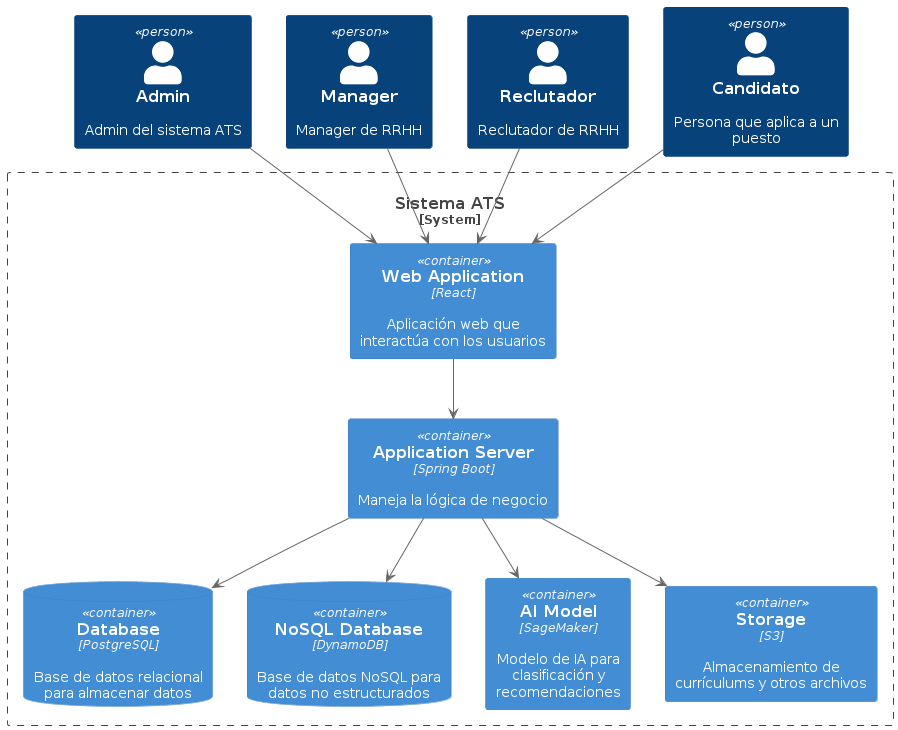 «person»
Admin
Admin del sistema ATS
«person»
Manager
Manager de RRHH
«person»
Reclutador
Reclutador de RRHH
«person»
Candidato
Persona que aplica a un
puesto
Sistema ATS
[System]
«container»
Web Application
[React]
Aplicación web que
interactúa con los usuarios
«container»
Application Server
[Spring Boot]
Maneja la lógica de negocio
«container»
Database
[PostgreSQL]
Base de datos relacional
para almacenar datos
«container»
NoSQL Database
[DynamoDB]
Base de datos NoSQL para
datos no estructurados
«container»
AI Model
[SageMaker]
Modelo de IA para
clasificación y
recomendaciones
«container»
Storage
[S3]
Almacenamiento de
currículums y otros archivos